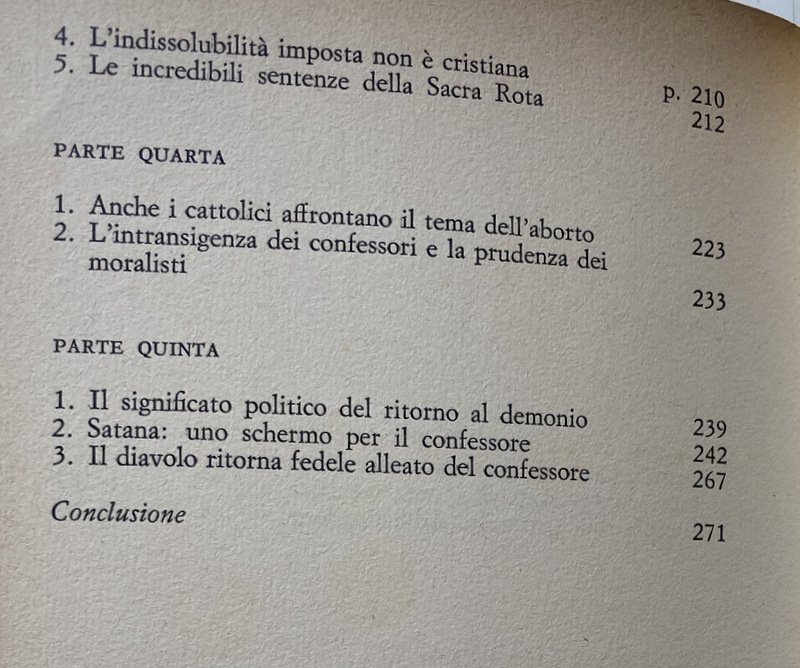 4. L'indissolubilità imposta non è cristiana p. 210
5. Le incredibili sentenze della Sacra Rota 212
PARTE QUARTA
1. Anche i cattolici affrontano il tema dell'aborto 223
2. L'intransigenza dei confessori e la prudenza dei
moralisti 233
PARTE QUINTA
1. Il significato politico del ritorno al demonio 239
2. Satana: uno schermo per il confessore 242
3. Il diavolo ritorna fedele alleato del confessore 267
Conclusione 271